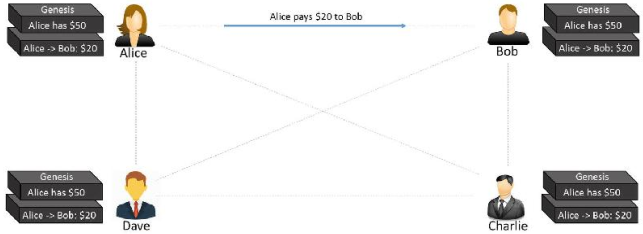 Genesis
Alice has $50
Alice -> Bob: $20
Alice
Alice pays $20 to Bob
Bob
Genesis
Alice has $50
Alice -> Bob: $20
Genesis
Alice has $50
Alice -> Bob: $20
Dave
Charlie
Genesis
Alice has $50
Alice -> Bob: $20